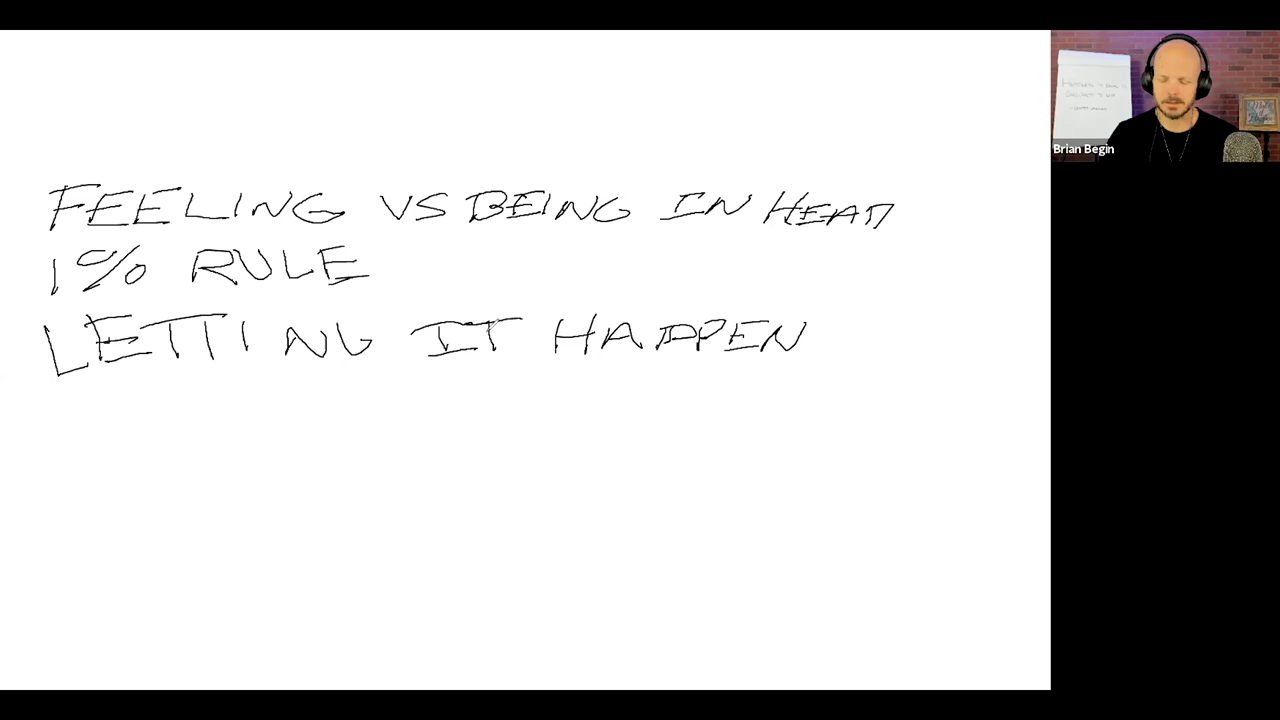 FEELING VS BEING IN HEAD
1% RULE
LETTING IT HAPPEN
Brian Begin